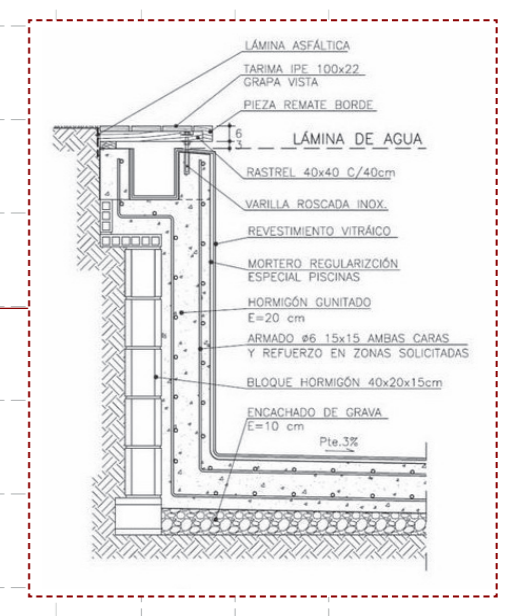 LÁMINA ASFÁLTICA
TARIMA IPE 100x22
GRAPA VISTA
PIEZA REMATE BORDE
6
3
LÁMINA DE AGUA
RASTREL 40x40 C/40cm
VARILLA ROSCADA INOX.
REVESTIMIENTO VITRÁICO
MORTERO REGULARIZCIÓN
ESPECIAL PISCINAS
HORMIGÓN GUNITADO
E=20 cm
ARMADO ø6 15x15 AMBAS CARAS
Y REFUERZO EN ZONAS SOLICITADAS
BLOQUE HORMIGÓN 40x20x15cm
ENCACHADO DE GRAVA
E=10 cm
Pte.3%